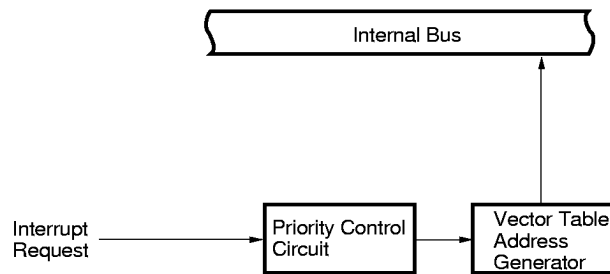 Internal Bus
Interrupt
Request
Priority Control
Circuit
Vector Table
Address
Generator